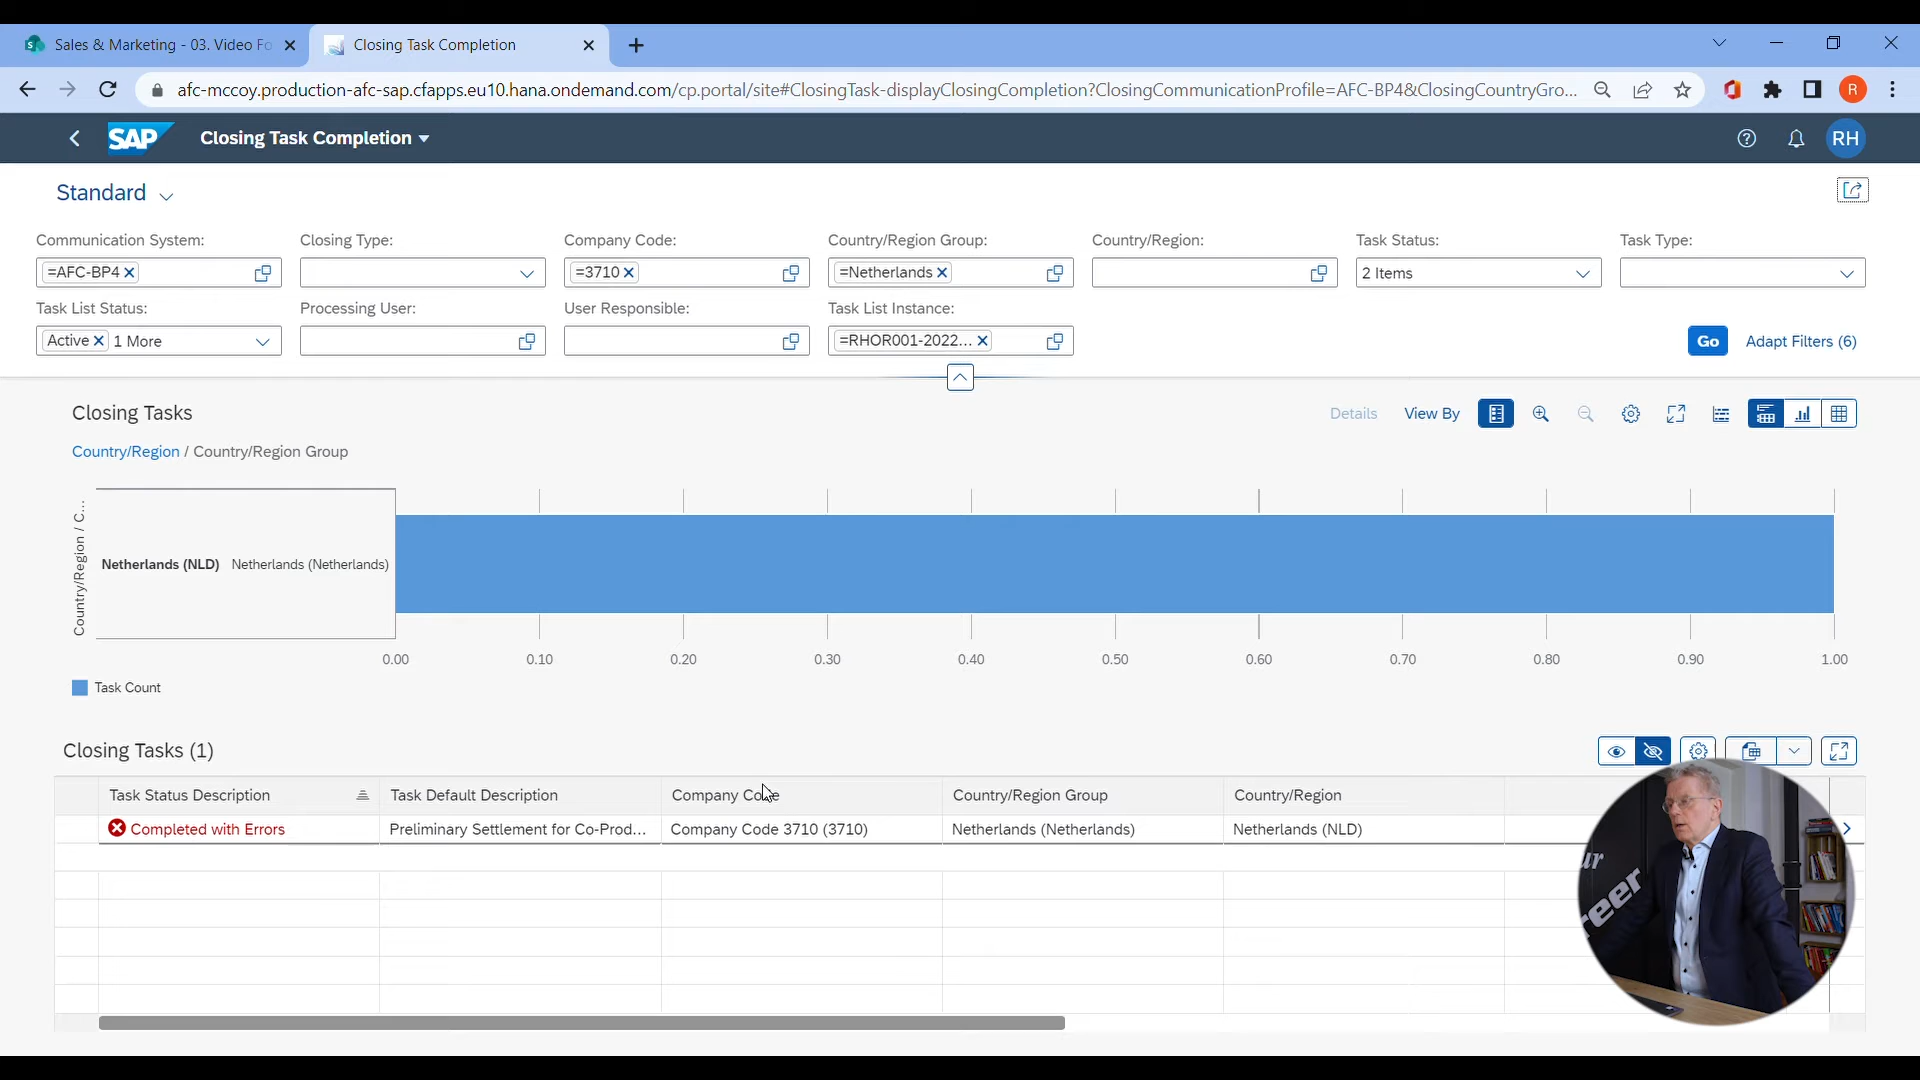 Sales & Marketing - 03. Video Fo
Closing Task Completion
afc-mccoy.production-afc-sap.cfapps.eu10.hana.ondemand.com/cp.portal/site#ClosingTask-displayClosingCompletion?ClosingCommunicationProfile=AFC-BP4&ClosingCountryGro...
R
SAP Closing Task Completion
RH
Standard
Communication System: Closing Type: Company Code: Country/Region Group: Country/Region: Task Status: Task Type:
=AFC-BP4 =3710 =Netherlands 2 Items
Task List Status: Processing User: User Responsible: Task List Instance:
Active 1 More =RHOR001-2022... Go Adapt Filters (6)
Closing Tasks Details View By
Country/Region / Country/Region Group
Country/Region / C...
Netherlands (NLD) Netherlands (Netherlands)
0.00 0.10 0.20 0.30 0.40 0.50 0.60 0.70 0.80 0.90 1.00
Task Count
Closing Tasks (1)
Task Status Description Task Default Description Company Code Country/Region Group Country/Region
Completed with Errors Preliminary Settlement for Co-Prod... Company Code 3710 (3710) Netherlands (Netherlands) Netherlands (NLD)
ur
reer